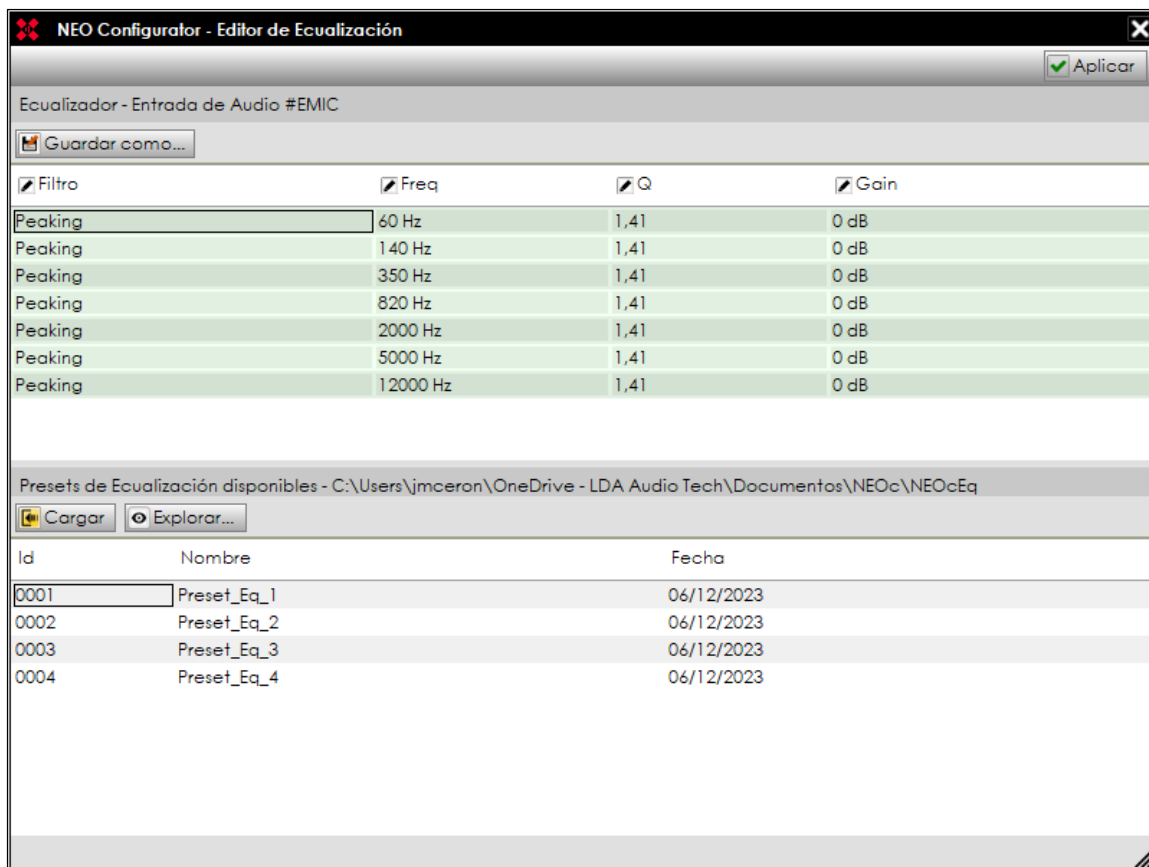 NEO Configurator - Editor de Ecualización
Aplicar
Ecualizador - Entrada de Audio #EMIC
Guardar como...
Filtro Freq Q Gain
Peaking 60 Hz 1,41 0 dB
Peaking 140 Hz 1,41 0 dB
Peaking 350 Hz 1,41 0 dB
Peaking 820 Hz 1,41 0 dB
Peaking 2000 Hz 1,41 0 dB
Peaking 5000 Hz 1,41 0 dB
Peaking 12000 Hz 1,41 0 dB
Presets de Ecualización disponibles - C:\Users\jmceron\OneDrive - LDA Audio Tech\Documentos\NEOc\NEOcEq
Cargar Explorar...
Id Nombre Fecha
0001 Preset_Eq_1 06/12/2023
0002 Preset_Eq_2 06/12/2023
0003 Preset_Eq_3 06/12/2023
0004 Preset_Eq_4 06/12/2023